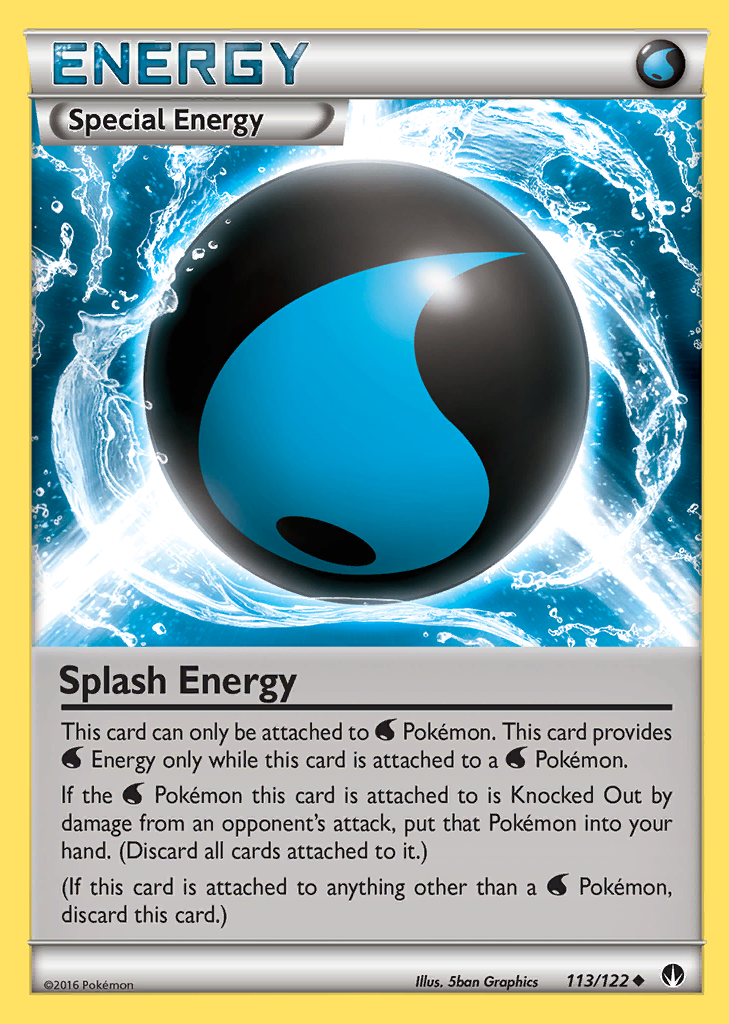 ENERGY
Special Energy
Splash Energy
This card can only be attached to Pokémon. This card provides
Energy only while this card is attached to a Pokémon.
If the Pokémon this card is attached to is Knocked Out by
damage from an opponent's attack, put that Pokémon into your
hand. (Discard all cards attached to it.)
(If this card is attached to anything other than a Pokémon,
discard this card.)
©2016 Pokémon
Illus. 5ban Graphics
113/122